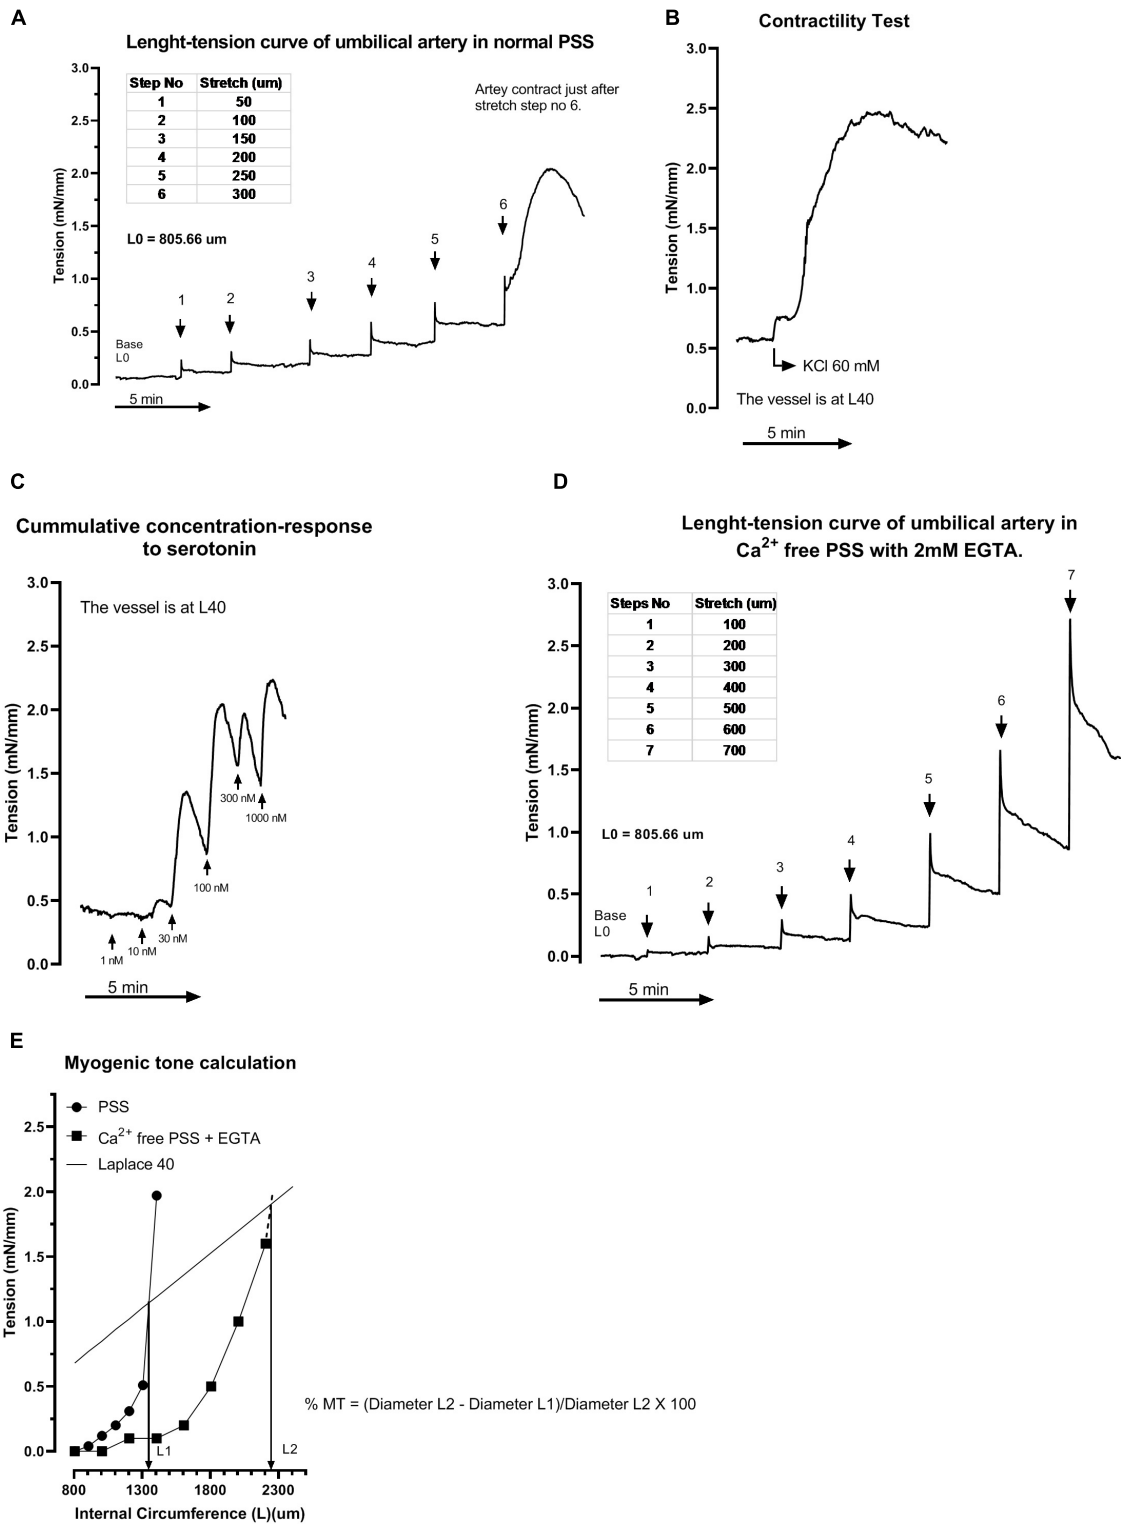 A
Lenght-tension curve of umbilical artery in normal PSS
3.0
2.5
2.0
1.5
1.0
0.5
0.0
Tension (mN/mm)
Step No Stretch (um)
1 50
2 100
3 150
4 200
5 250
6 300
L0 = 805.66 um
Artey contract just after
stretch step no 6.
Base
L0
1
2
3
4
5
6
5 min
B
Contractility Test
3.0
2.5
2.0
1.5
1.0
0.5
0.0
Tension (mN/mm)
KCl 60 mM
The vessel is at L40
5 min
C
Cummulative concentration-response
to serotonin
3.0
2.5
2.0
1.5
1.0
0.5
0.0
Tension (mN/mm)
The vessel is at L40
1 nM
10 nM
30 nM
100 nM
300 nM
1000 nM
5 min
D
Lenght-tension curve of umbilical artery in
Ca2+ free PSS with 2mM EGTA.
3.0
2.5
2.0
1.5
1.0
0.5
0.0
Tension (mN/mm)
Steps No Stretch (um)
1 100
2 200
3 300
4 400
5 500
6 600
7 700
L0 = 805.66 um
Base
L0
1
2
3
4
5
6
7
5 min
E
Myogenic tone calculation
PSS
Ca2+ free PSS + EGTA
Laplace 40
2.5
2.0
1.5
1.0
0.5
0.0
Tension (mN/mm)
L1
L2
% MT = (Diameter L2 - Diameter L1)/Diameter L2 X 100
800 1300 1800 2300
Internal Circumference (L)(um)